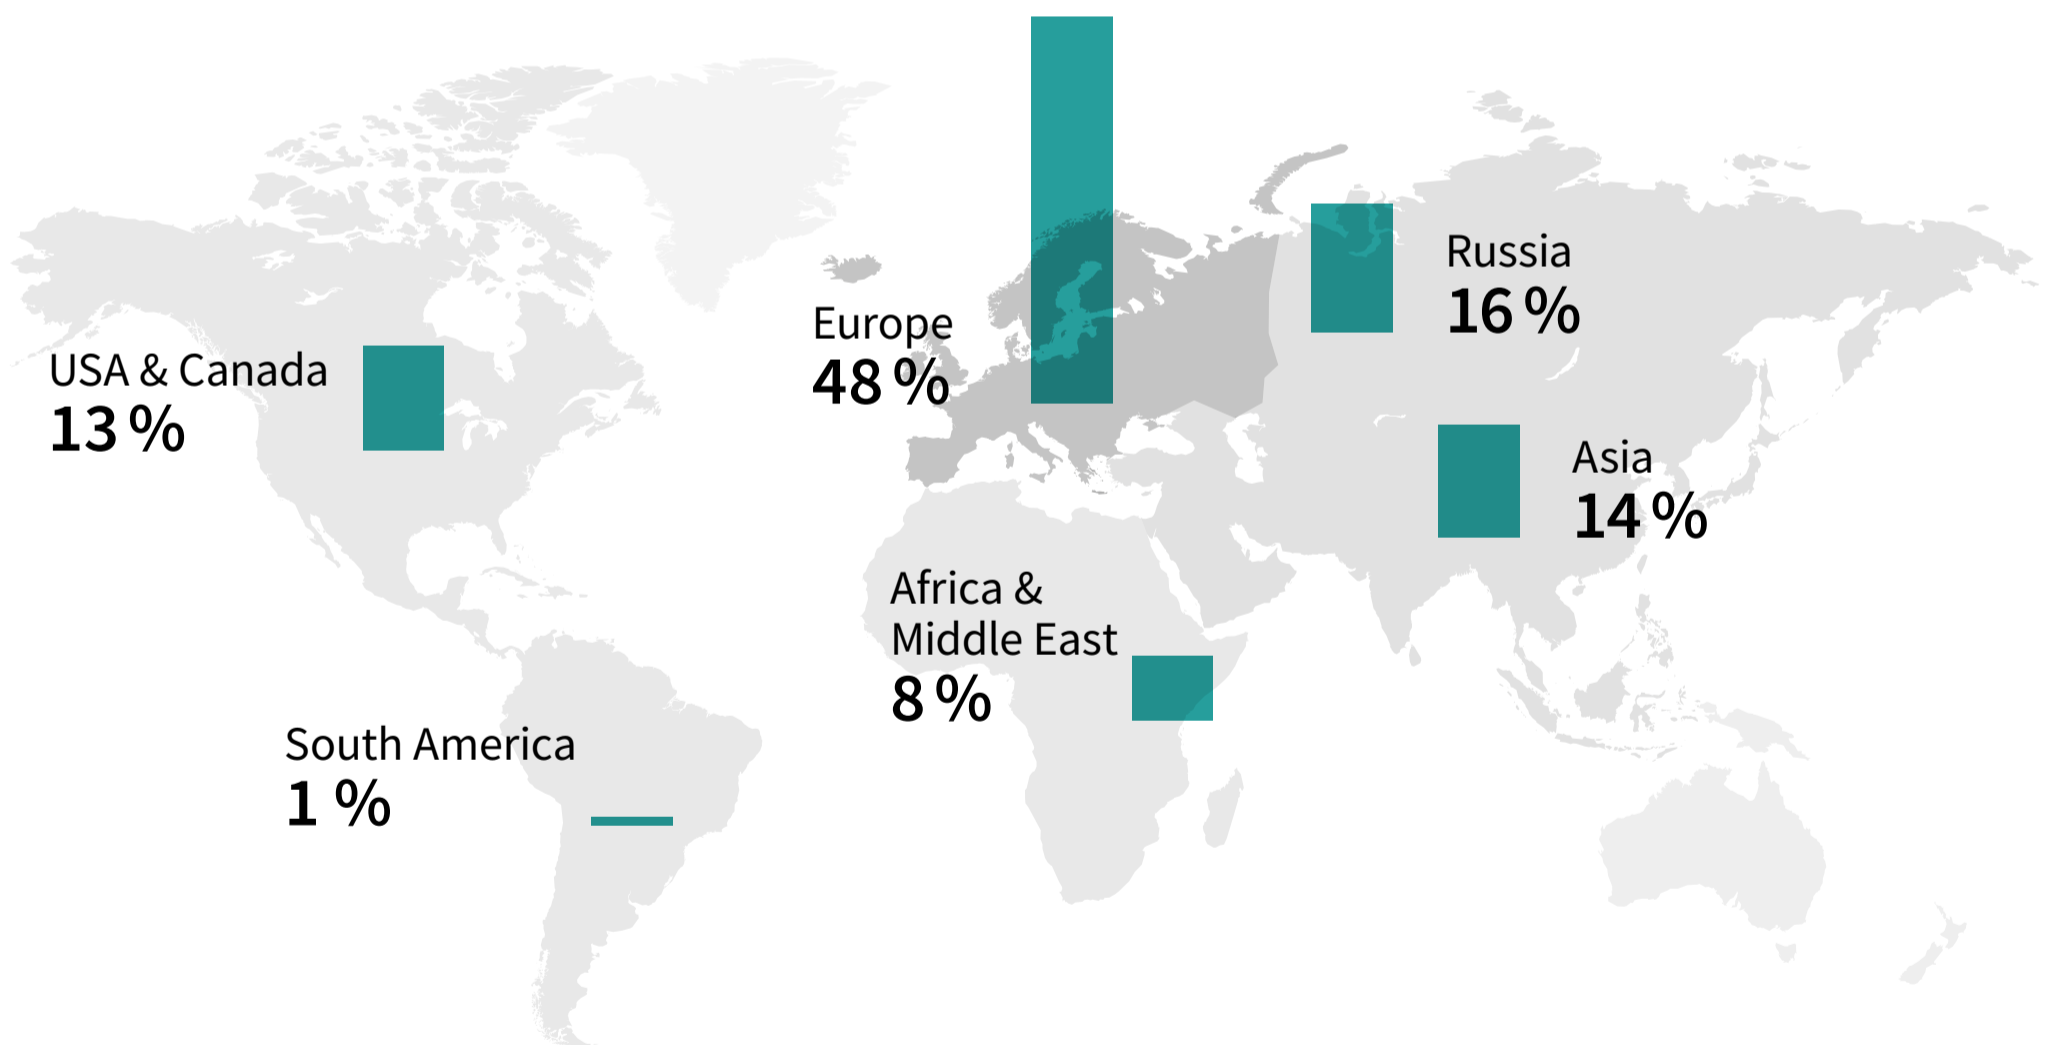 Europe
48 %
Russia
16 %
USA & Canada
13 %
Asia
14 %
Africa &
Middle East
8 %
South America
1 %